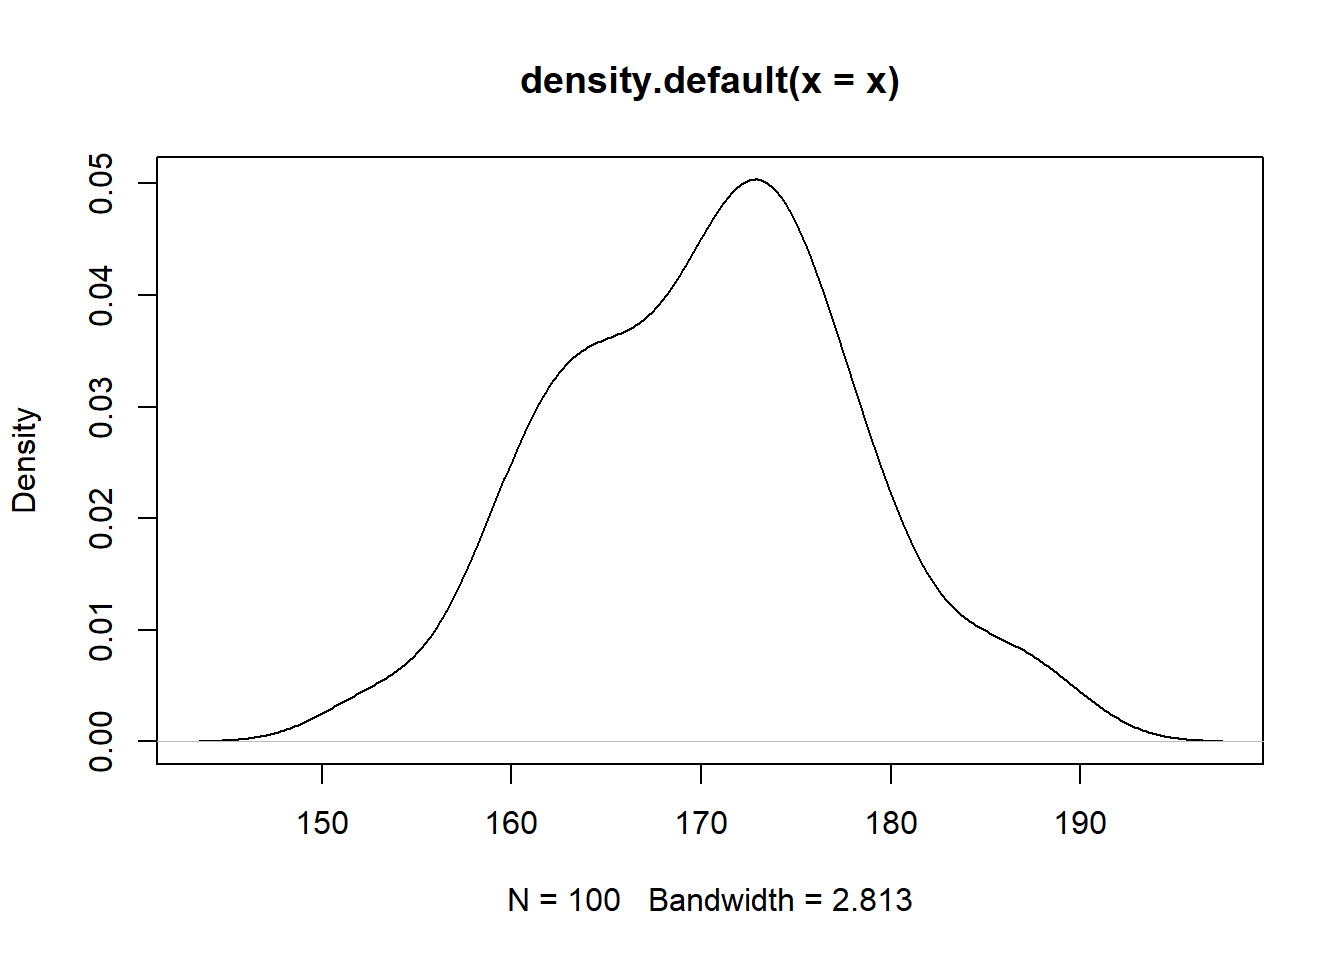 density.default(x = x)
Density
0.05
0.04
0.03
0.02
0.01
0.00
150 160 170 180 190
N = 100   Bandwidth = 2.813